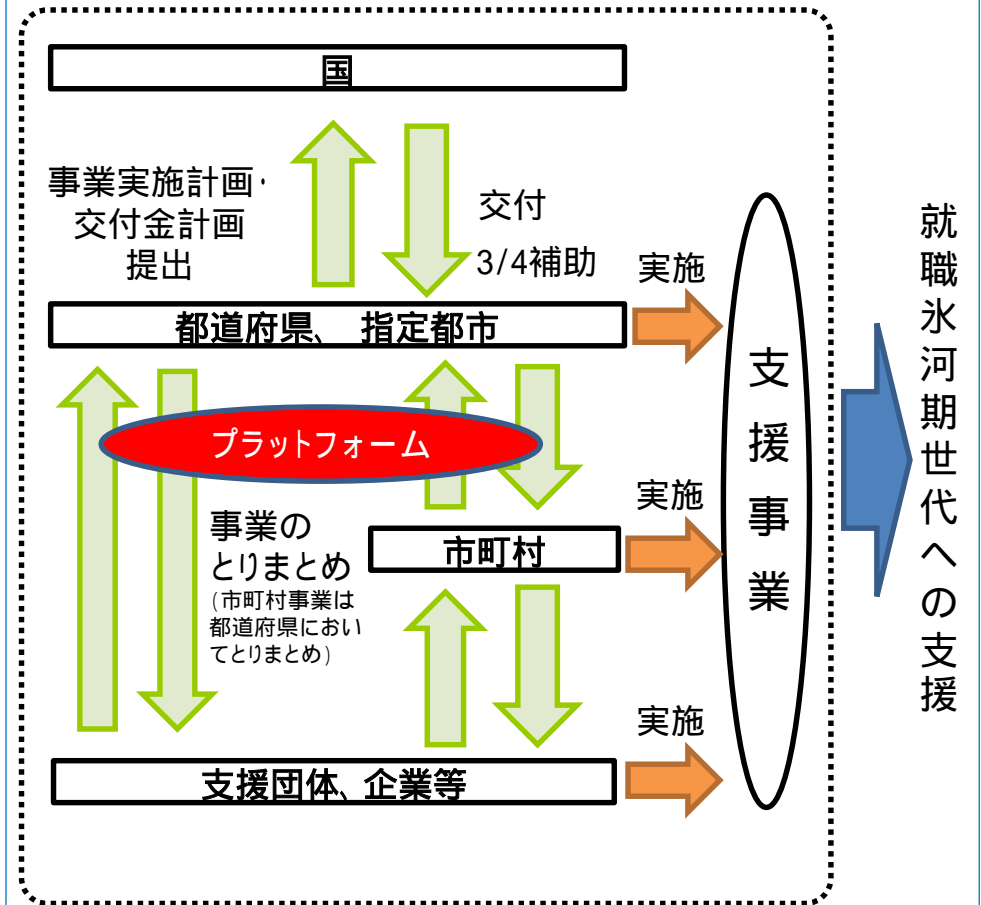 国
事業実施計画・
交付金計画
提出
交付
3/4補助
実施
都道府県、指定都市
プラットフォーム
実施
事業の
とりまとめ
(市町村事業は
都道府県におい
てとりまとめ)
市町村
実施
支援団体、企業等
支援事業
就職氷河期世代への支援